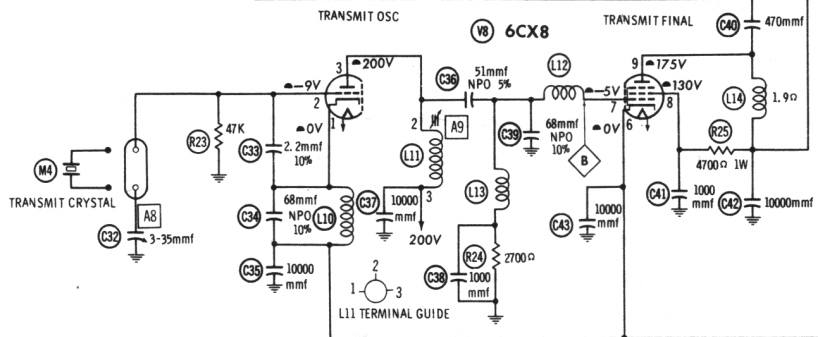 TRANSMIT OSC
V8 6CX8
TRANSMIT FINAL
C40 470mmf
3 200V
9 175V
C36
51mmf
NPO 5%
L12
-9V
2
-5V
7
130V
8
L14 1.9Ω
0V
1
0V
6
47K
R23
C33
2.2mmf
10%
2
A9
L11
C39
68mmf
NPO
10%
R25
4700Ω 1W
M4
B
TRANSMIT CRYSTAL
A8
C32
3-35mmf
C34
68mmf
NPO
10%
L10
C37
10000
mmf
3
L13
C43
10000
mmf
C41
1000
mmf
C42
10000mmf
200V
C35
10000
mmf
R24
2700Ω
C38
1000
mmf
2
1
3
L11 TERMINAL GUIDE